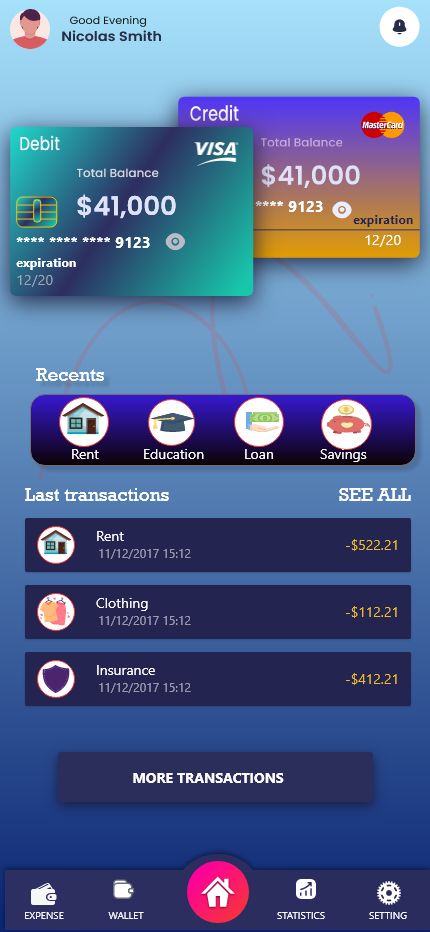 Good Evening
Nicolas Smith
Credit
MasterCard
Total Balance
$41,000
**** 9123
expiration
12/20
Debit
VISA
Total Balance
$41,000
**** **** **** 9123
expiration
12/20
Recents
Rent Education Loan Savings
Last transactions SEE ALL
Rent
11/12/2017 15:12
-$522.21
Clothing
11/12/2017 15:12
-$112.21
Insurance
11/12/2017 15:12
-$412.21
MORE TRANSACTIONS
EXPENSE WALLET STATISTICS SETTING